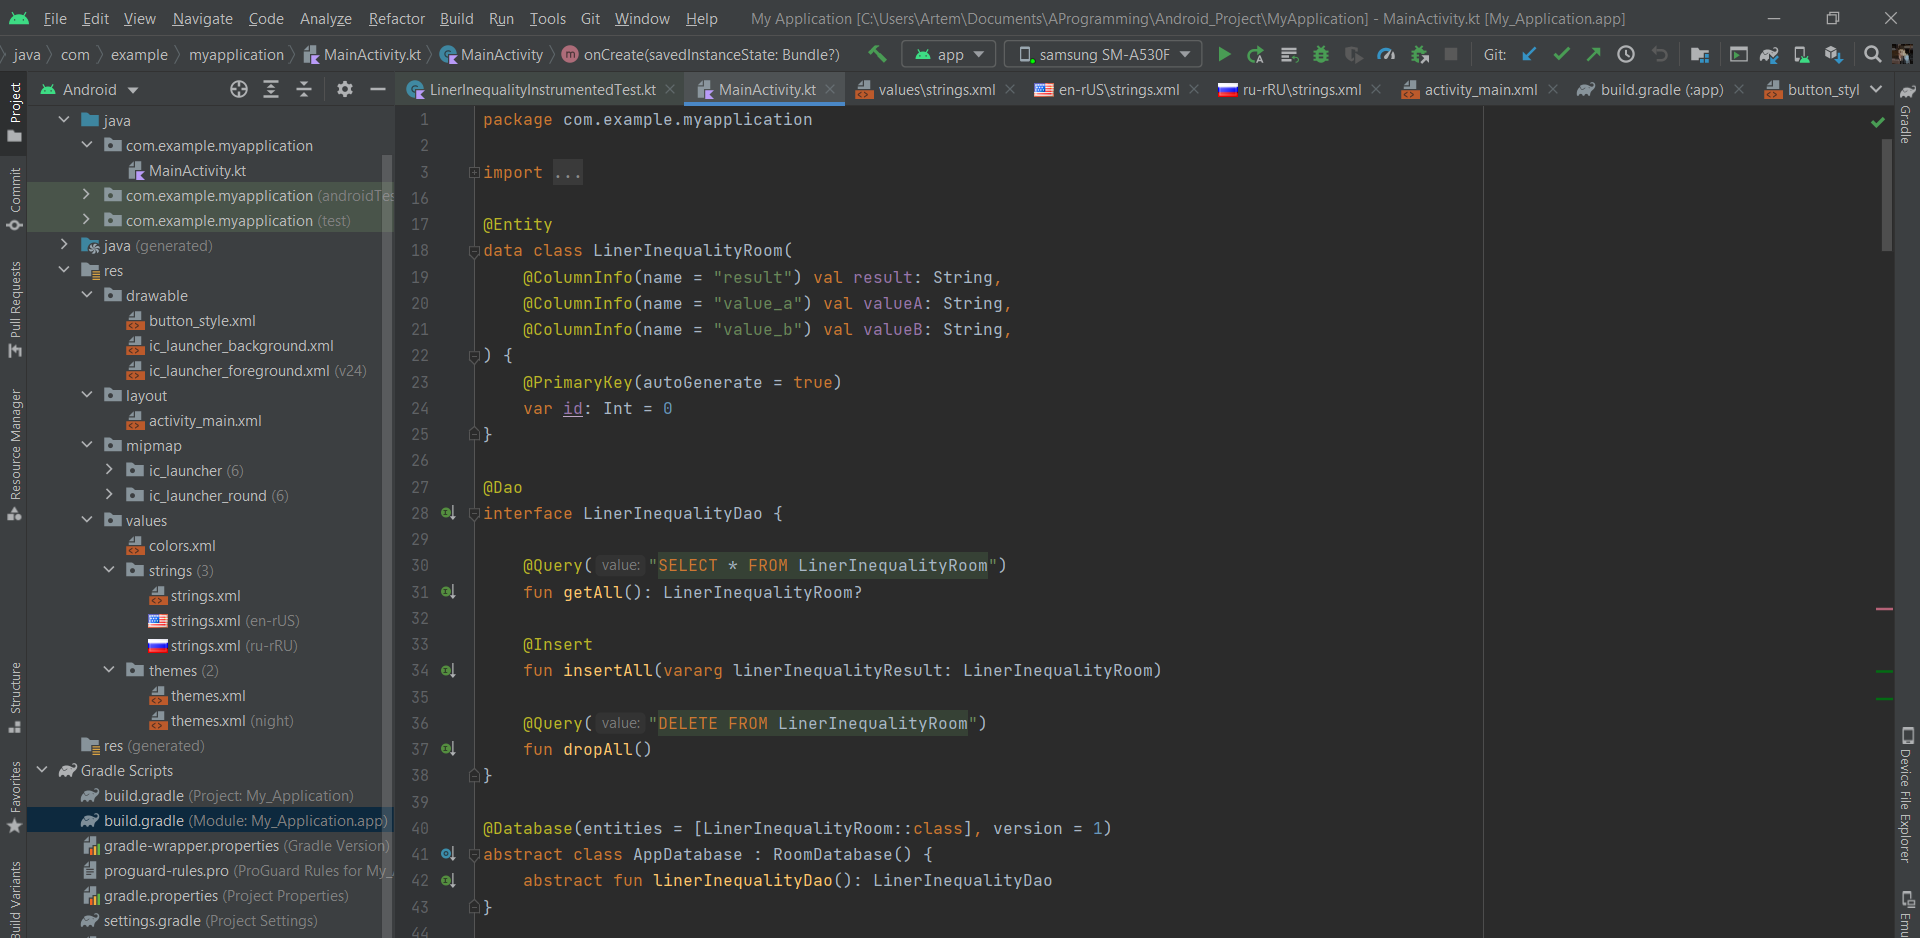 File Edit View Navigate Code Analyze Refactor Build Run Tools Git Window Help My Application [C:\Users\Artem\Documents\AProgramming\Android_Project\MyApplication] - MainActivity.kt [My_Application.app]
java com example myapplication MainActivity.kt MainActivity onCreate(savedInstanceState: Bundle?) app samsung SM-A530F Git:
Android
LinerInequalityInstrumentedTest.kt MainActivity.kt values\strings.xml en-rUS\strings.xml ru-rRU\strings.xml activity_main.xml build.gradle (:app) button_styl
Project
Commit
Pull Requests
Resource Manager
Structure
Favorites
Build Variants
java
com.example.myapplication
MainActivity.kt
com.example.myapplication (androidTes
com.example.myapplication (test)
java (generated)
res
drawable
button_style.xml
ic_launcher_background.xml
ic_launcher_foreground.xml (v24)
layout
activity_main.xml
mipmap
ic_launcher (6)
ic_launcher_round (6)
values
colors.xml
strings (3)
strings.xml
strings.xml (en-rUS)
strings.xml (ru-rRU)
themes (2)
themes.xml
themes.xml (night)
res (generated)
Gradle Scripts
build.gradle (Project: My_Application)
build.gradle (Module: My_Application.app)
gradle-wrapper.properties (Gradle Version)
proguard-rules.pro (ProGuard Rules for My_
gradle.properties (Project Properties)
settings.gradle (Project Settings)
1 package com.example.myapplication
2
3 import ...
16
17 @Entity
18 data class LinerInequalityRoom(
19 @ColumnInfo(name = "result") val result: String,
20 @ColumnInfo(name = "value_a") val valueA: String,
21 @ColumnInfo(name = "value_b") val valueB: String,
22 ) {
23 @PrimaryKey(autoGenerate = true)
24 var id: Int = 0
25 }
26
27 @Dao
28 interface LinerInequalityDao {
29
30 @Query( value: "SELECT * FROM LinerInequalityRoom")
31 fun getAll(): LinerInequalityRoom?
32
33 @Insert
34 fun insertAll(vararg linerInequalityResult: LinerInequalityRoom)
35
36 @Query( value: "DELETE FROM LinerInequalityRoom")
37 fun dropAll()
38 }
39
40 @Database(entities = [LinerInequalityRoom::class], version = 1)
41 abstract class AppDatabase : RoomDatabase() {
42 abstract fun linerInequalityDao(): LinerInequalityDao
43 }
44
Gradle
Device File Explorer
Emu